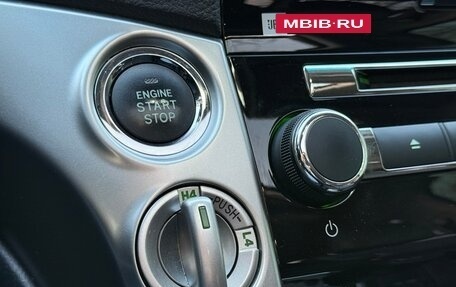 MBIB·RU
ENGINE
START
STOP
H4
PUSH
L4